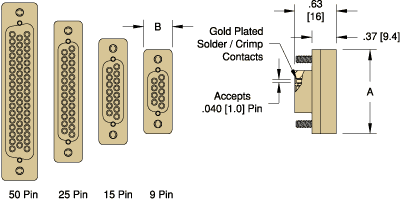 .63
[16]
Gold Plated
Solder / Crimp
Contacts
B
.37 [9.4]
Accepts
.040 [1.0] Pin
A
50 Pin
25 Pin
15 Pin
9 Pin